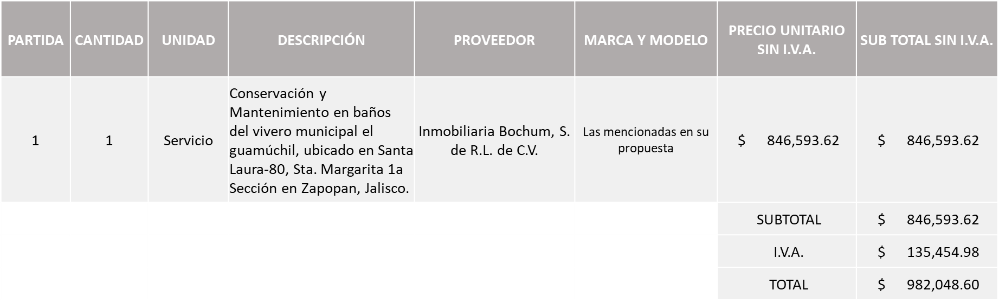 PARTIDA
CANTIDAD
UNIDAD
DESCRIPCIÓN
PROVEEDOR
MARCA Y MODELO
PRECIO UNITARIO
SIN I.V.A.
SUB TOTAL SIN I.V.A.
1
1
Servicio
Conservación y
Mantenimiento en baños
del vivero municipal el
guamúchil, ubicado en Santa
Laura-80, Sta. Margarita 1a
Sección en Zapopan, Jalisco.
Inmobiliaria Bochum, S.
de R.L. de C.V.
Las mencionadas en su
propuesta
$ 846,593.62
$ 846,593.62
SUBTOTAL
$ 846,593.62
I.V.A.
$ 135,454.98
TOTAL
$ 982,048.60